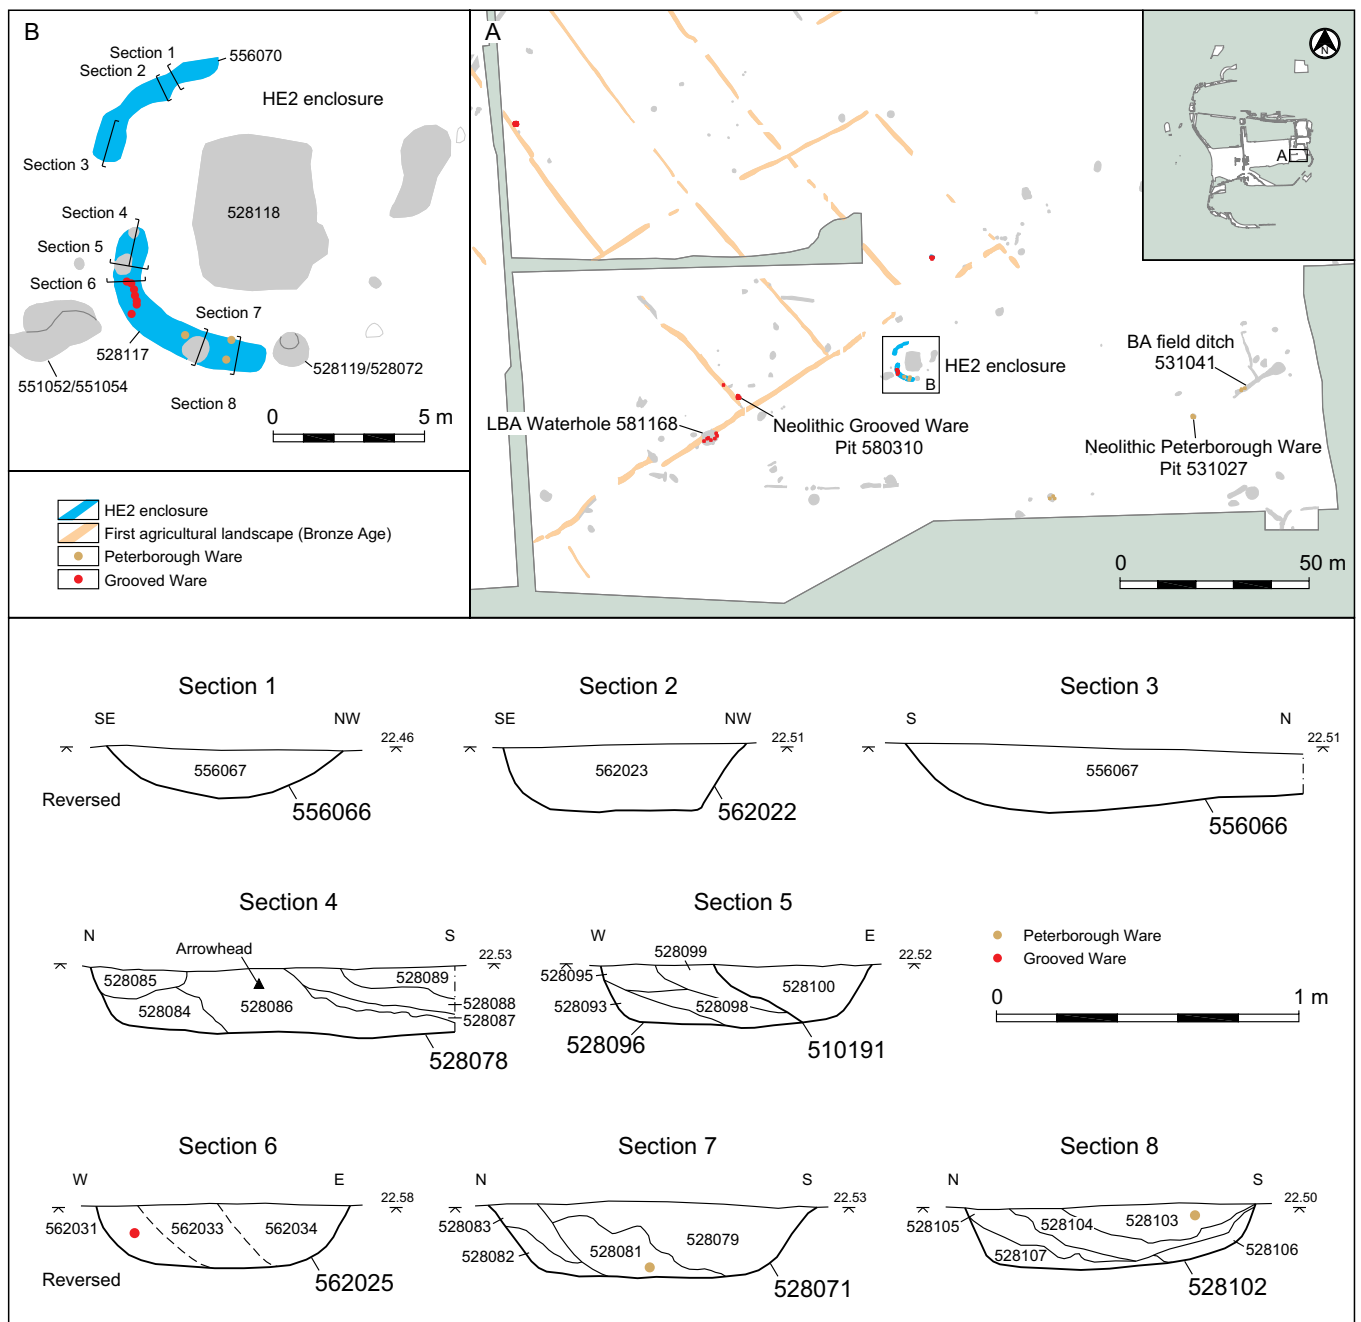 B
Section 1
Section 2
556070
HE2 enclosure
Section 3
528118
Section 4
Section 5
Section 6
Section 7
528117
551052/551054
528119/528072
Section 8
0 5 m
HE2 enclosure
First agricultural landscape (Bronze Age)
Peterborough Ware
Grooved Ware
A
N
A
BA field ditch
531041
HE2 enclosure
B
LBA Waterhole 581168
Neolithic Grooved Ware
Pit 580310
Neolithic Peterborough Ware
Pit 531027
0 50 m
Section 1
SE NW
22.46
556067
Reversed
556066
Section 2
SE NW
22.51
562023
562022
Section 3
S N
22.51
556067
556066
Section 4
N S
Arrowhead
22.53
528085
528089
528084
528086
528088
528087
528078
Section 5
W E
528099
22.52
528095
528100
528093
528098
528096
510191
Peterborough Ware
Grooved Ware
0 1 m
Section 6
W E
22.58
562031
562033
562034
Reversed
562025
Section 7
N S
22.53
528083
528079
528082
528081
528071
Section 8
N S
22.50
528105
528104
528103
528107
528106
528102